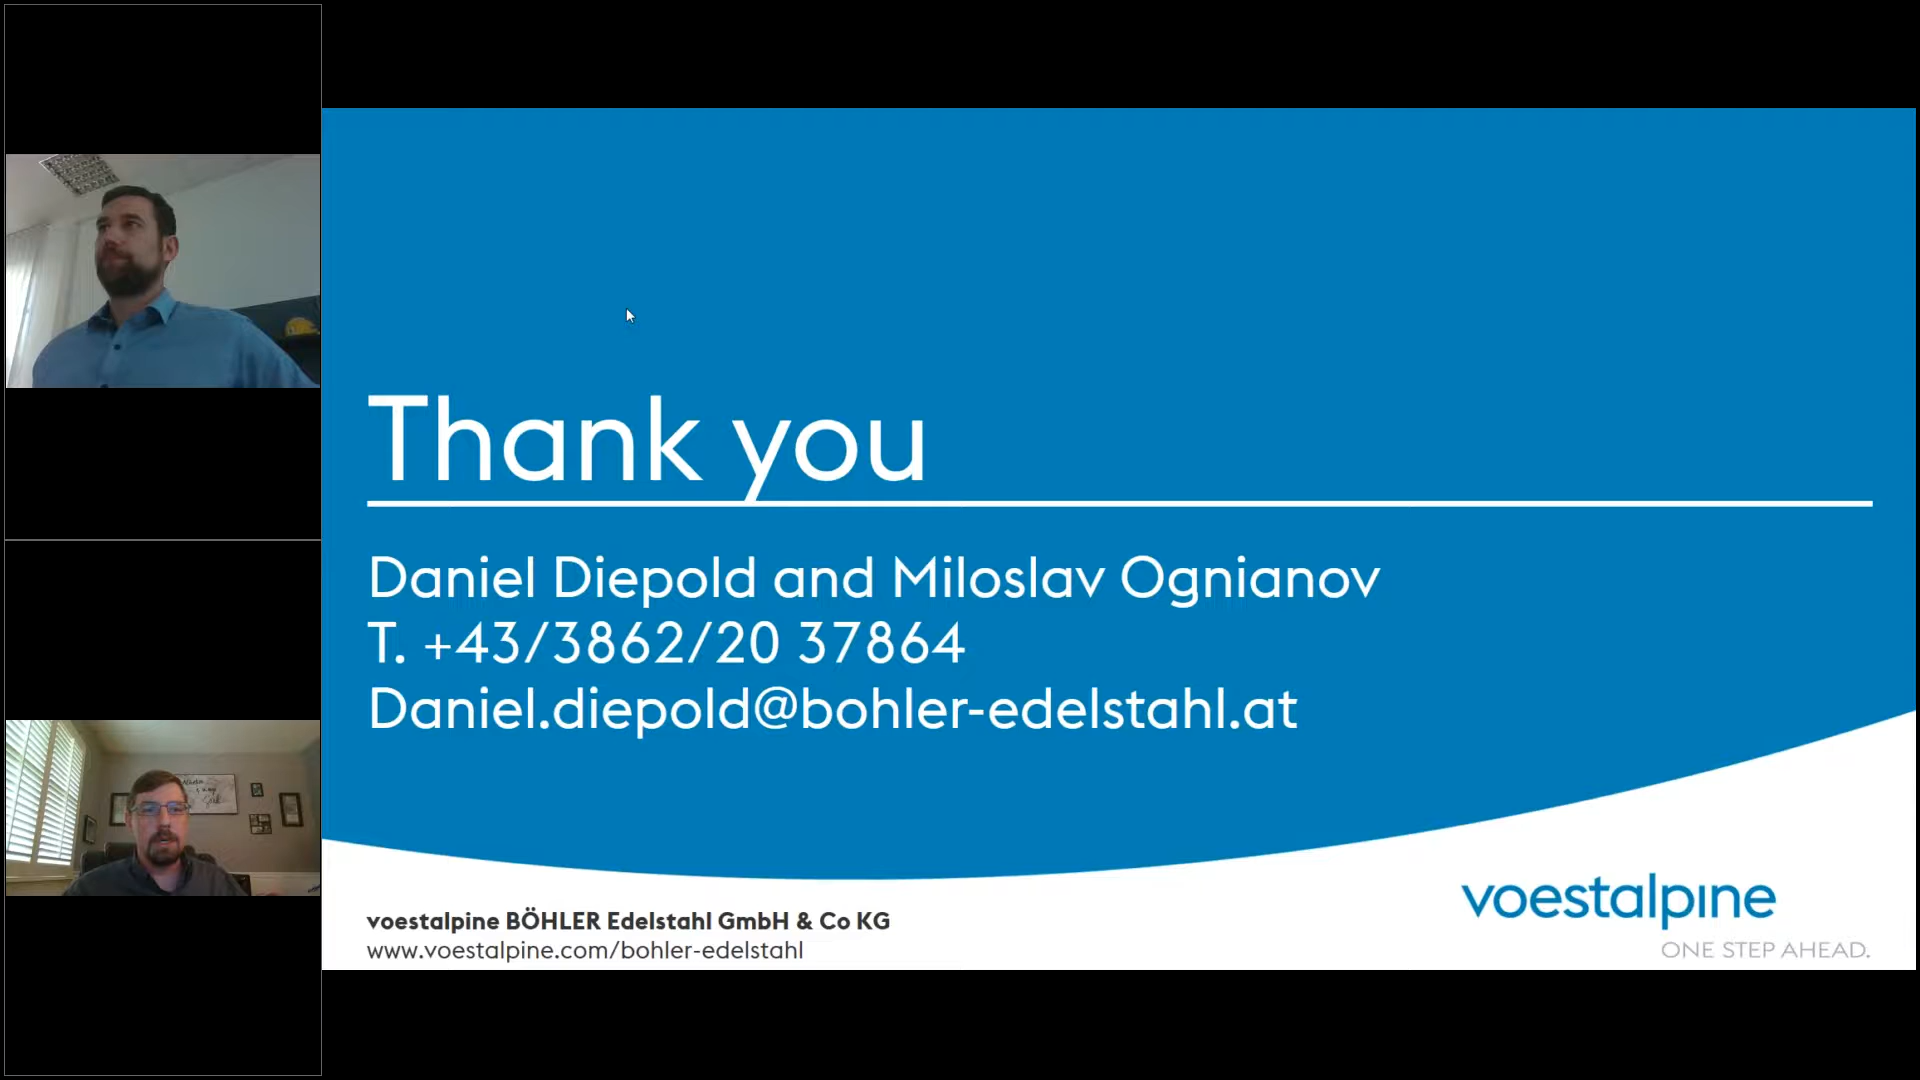 Thank you
Daniel Diepold and Miloslav Ognianov
T. +43/3862/20 37864
Daniel.diepold@bohler-edelstahl.at
voestalpine BÖHLER Edelstahl GmbH & Co KG
www.voestalpine.com/bohler-edelstahl
voestalpine
ONE STEP AHEAD.